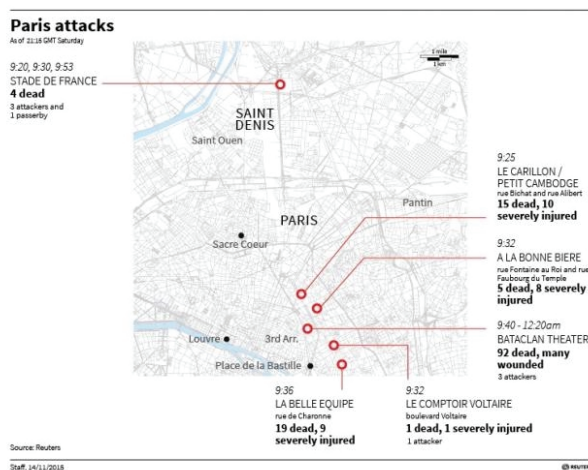 Paris attacks
As of 21:16 GMT Saturday
9:20, 9:30, 9:53
STADE DE FRANCE
4 dead
3 attackers and
1 passerby
1 mile
1 km
SAINT
DENIS
Saint Ouen
PARIS
Pantin
Sacre Coeur
Louvre
3rd Arr.
Place de la Bastille
9:25
LE CARILLON /
PETIT CAMBODGE
rue Bichat and rue Alibert
15 dead, 10
severely injured
9:32
A LA BONNE BIERE
rue Fontaine au Roi and rue
Faubourg du Temple
5 dead, 8 severely
injured
9:40 - 12:20am
BATACLAN THEATER
92 dead, many
wounded
3 attackers
9:36
LA BELLE EQUIPE
rue de Charonne
19 dead, 9
severely injured
9:32
LE COMPTOIR VOLTAIRE
boulevard Voltaire
1 dead, 1 severely injured
1 attacker
Source: Reuters
Staff, 14/11/2015
REUTERS